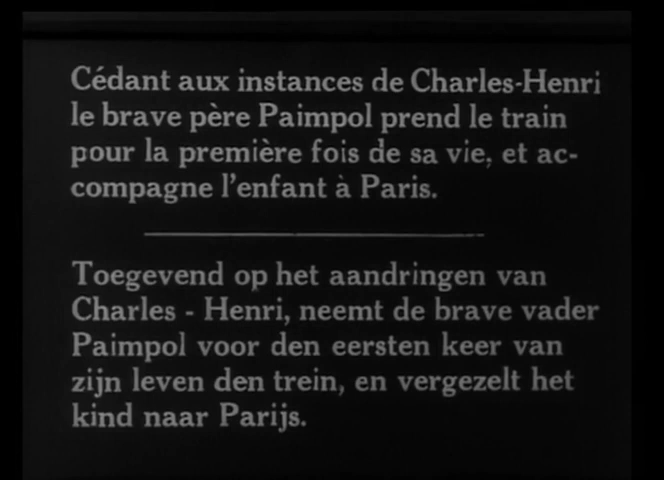 Cédant aux instances de Charles-Henri
le brave père Paimpol prend le train
pour la première fois de sa vie, et ac-
compagne l'enfant à Paris.
Toegevend op het aandringen van
Charles - Henri, neemt de brave vader
Paimpol voor den eersten keer van
zijn leven den trein, en vergezelt het
kind naar Parijs.